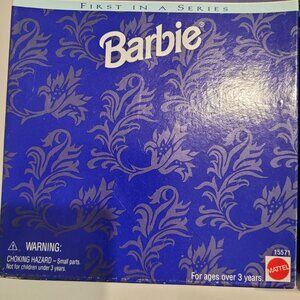 FIRST IN A SERIES
Barbie®
WARNING:
CHOKING HAZARD – Small parts.
Not for children under 3 years.
15571
MATTEL
For ages over 3 years.